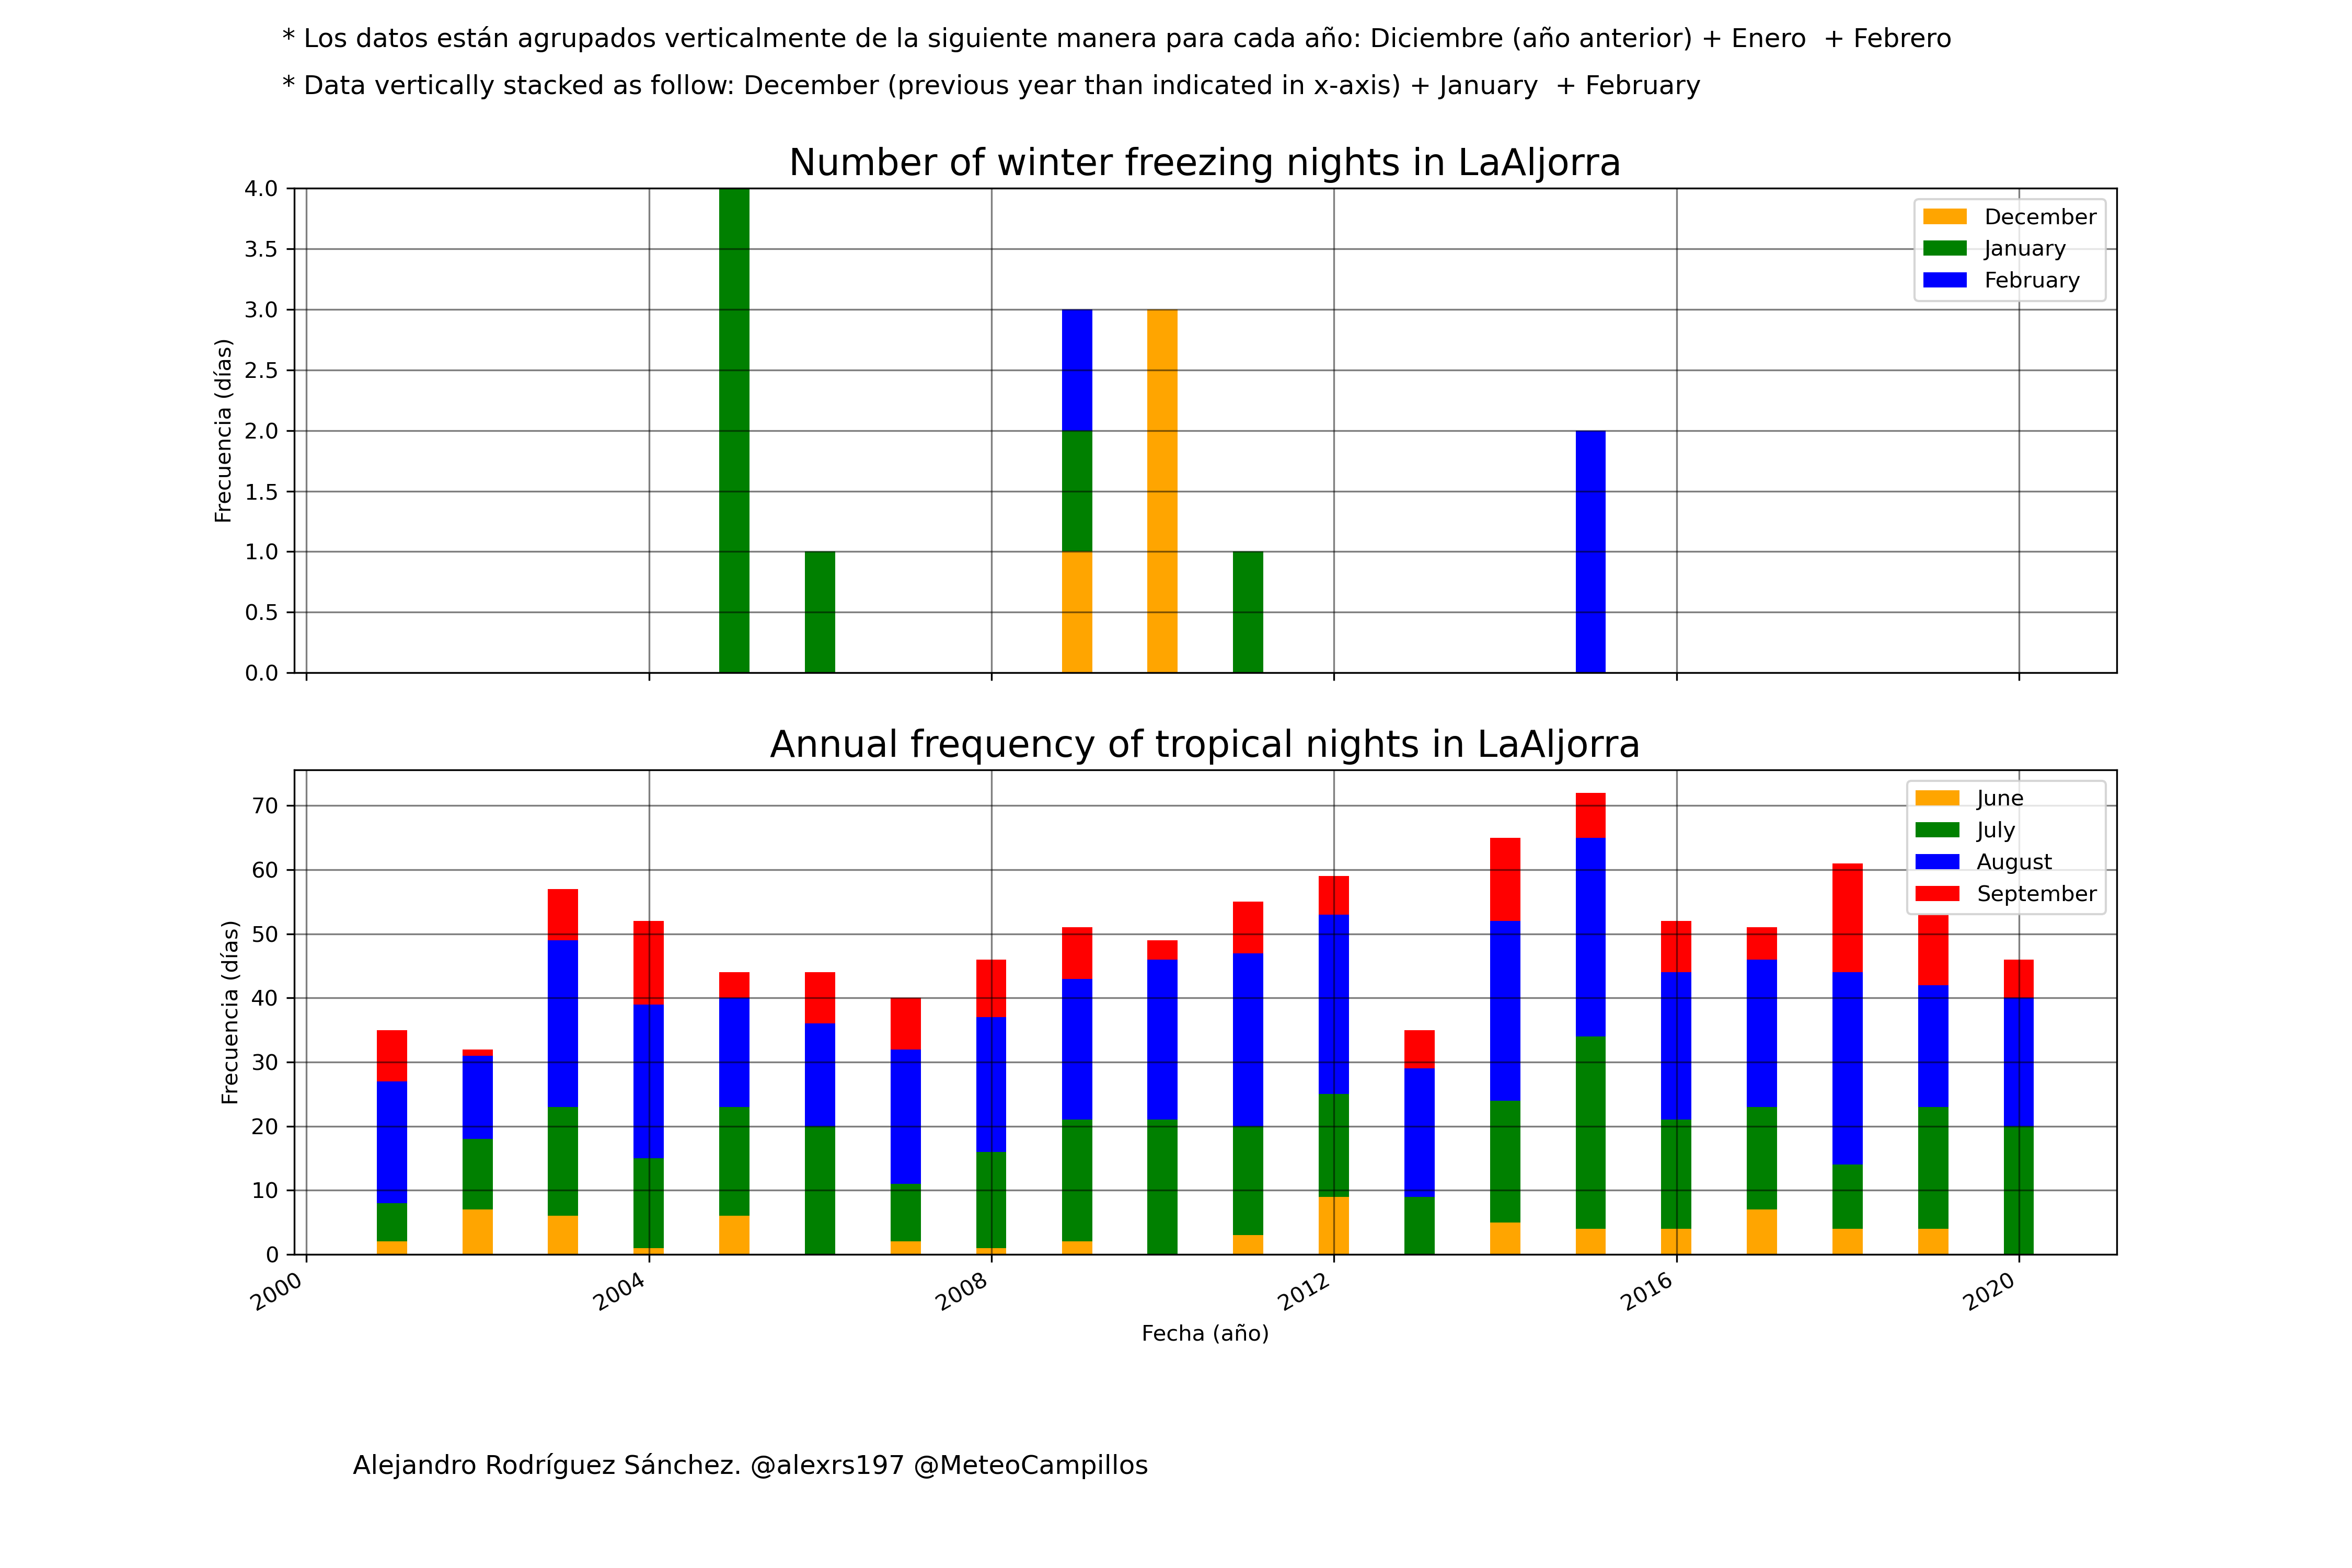 * Los datos están agrupados verticalmente de la siguiente manera para cada año: Diciembre (año anterior) + Enero  + Febrero
* Data vertically stacked as follow: December (previous year than indicated in x-axis) + January  + February
Number of winter freezing nights in LaAljorra
4.0
3.5
3.0
2.5
2.0
1.5
1.0
0.5
0.0
Frecuencia (días)
December
January
February
Annual frequency of tropical nights in LaAljorra
70
60
50
40
30
20
10
0
Frecuencia (días)
June
July
August
September
2000
2004
2008
2012
2016
2020
Fecha (año)
Alejandro Rodríguez Sánchez. @alexrs197 @MeteoCampillos